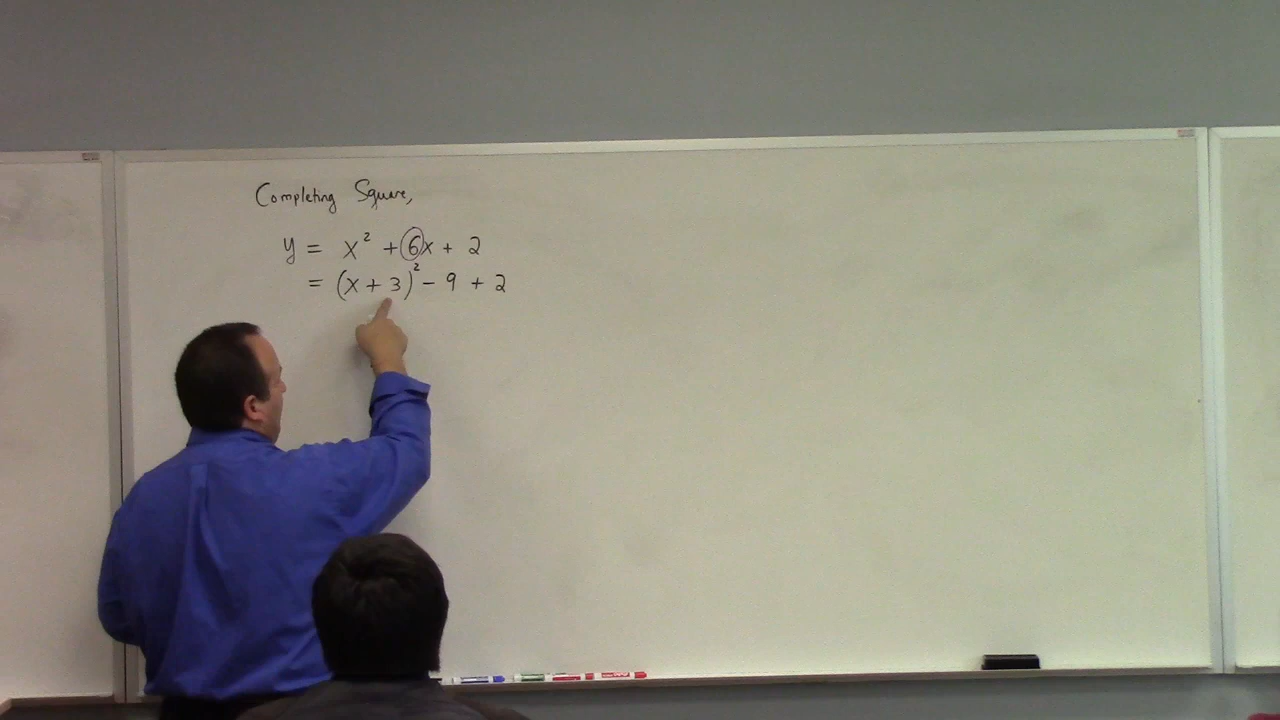 Completing Square,
y = x² + 6x + 2
= (x + 3)² - 9 + 2